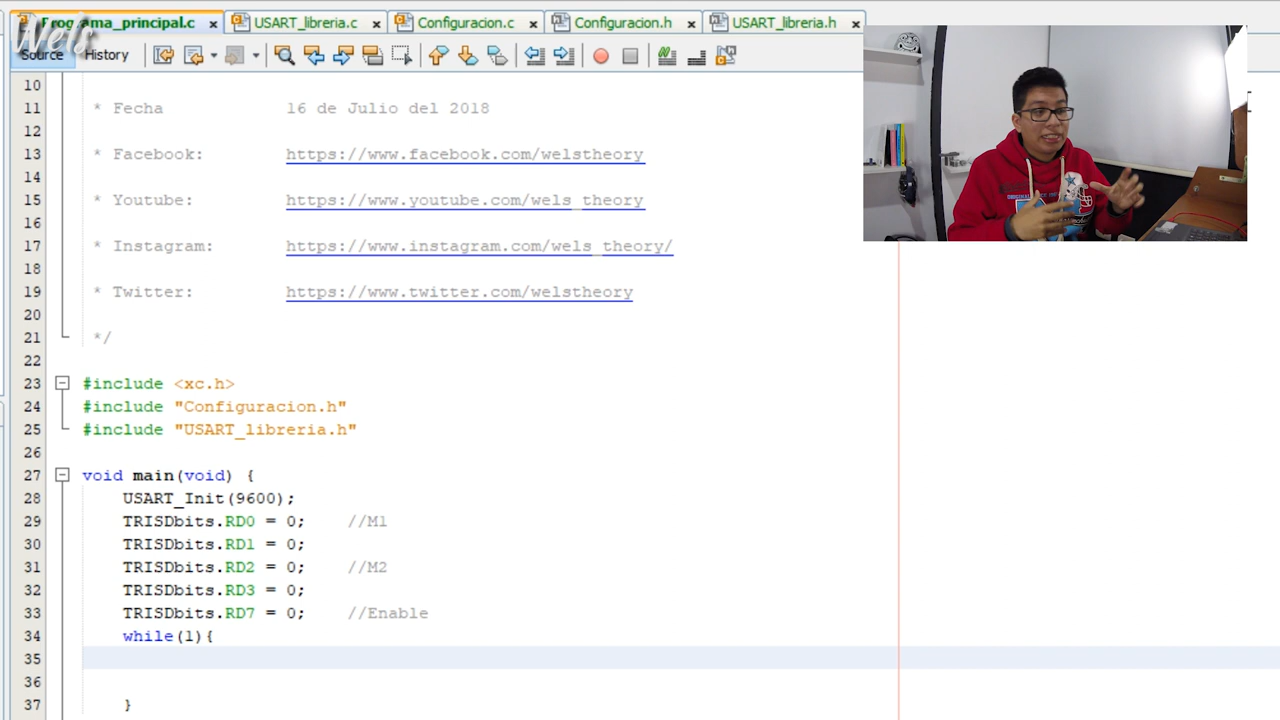 Programa_principal.c USART_libreria.c Configuracion.c Configuracion.h USART_libreria.h
Wels
Source History
10
11 * Fecha 16 de Julio del 2018
12
13 * Facebook: https://www.facebook.com/welstheory
14
15 * Youtube: https://www.youtube.com/wels_theory
16
17 * Instagram: https://www.instagram.com/wels_theory/
18
19 * Twitter: https://www.twitter.com/welstheory
20
21 */
22
23 #include <xc.h>
24 #include "Configuracion.h"
25 #include "USART_libreria.h"
26
27 void main(void) {
28 USART_Init(9600);
29 TRISDbits.RD0 = 0; //M1
30 TRISDbits.RD1 = 0;
31 TRISDbits.RD2 = 0; //M2
32 TRISDbits.RD3 = 0;
33 TRISDbits.RD7 = 0; //Enable
34 while(1){
35
36
37 }